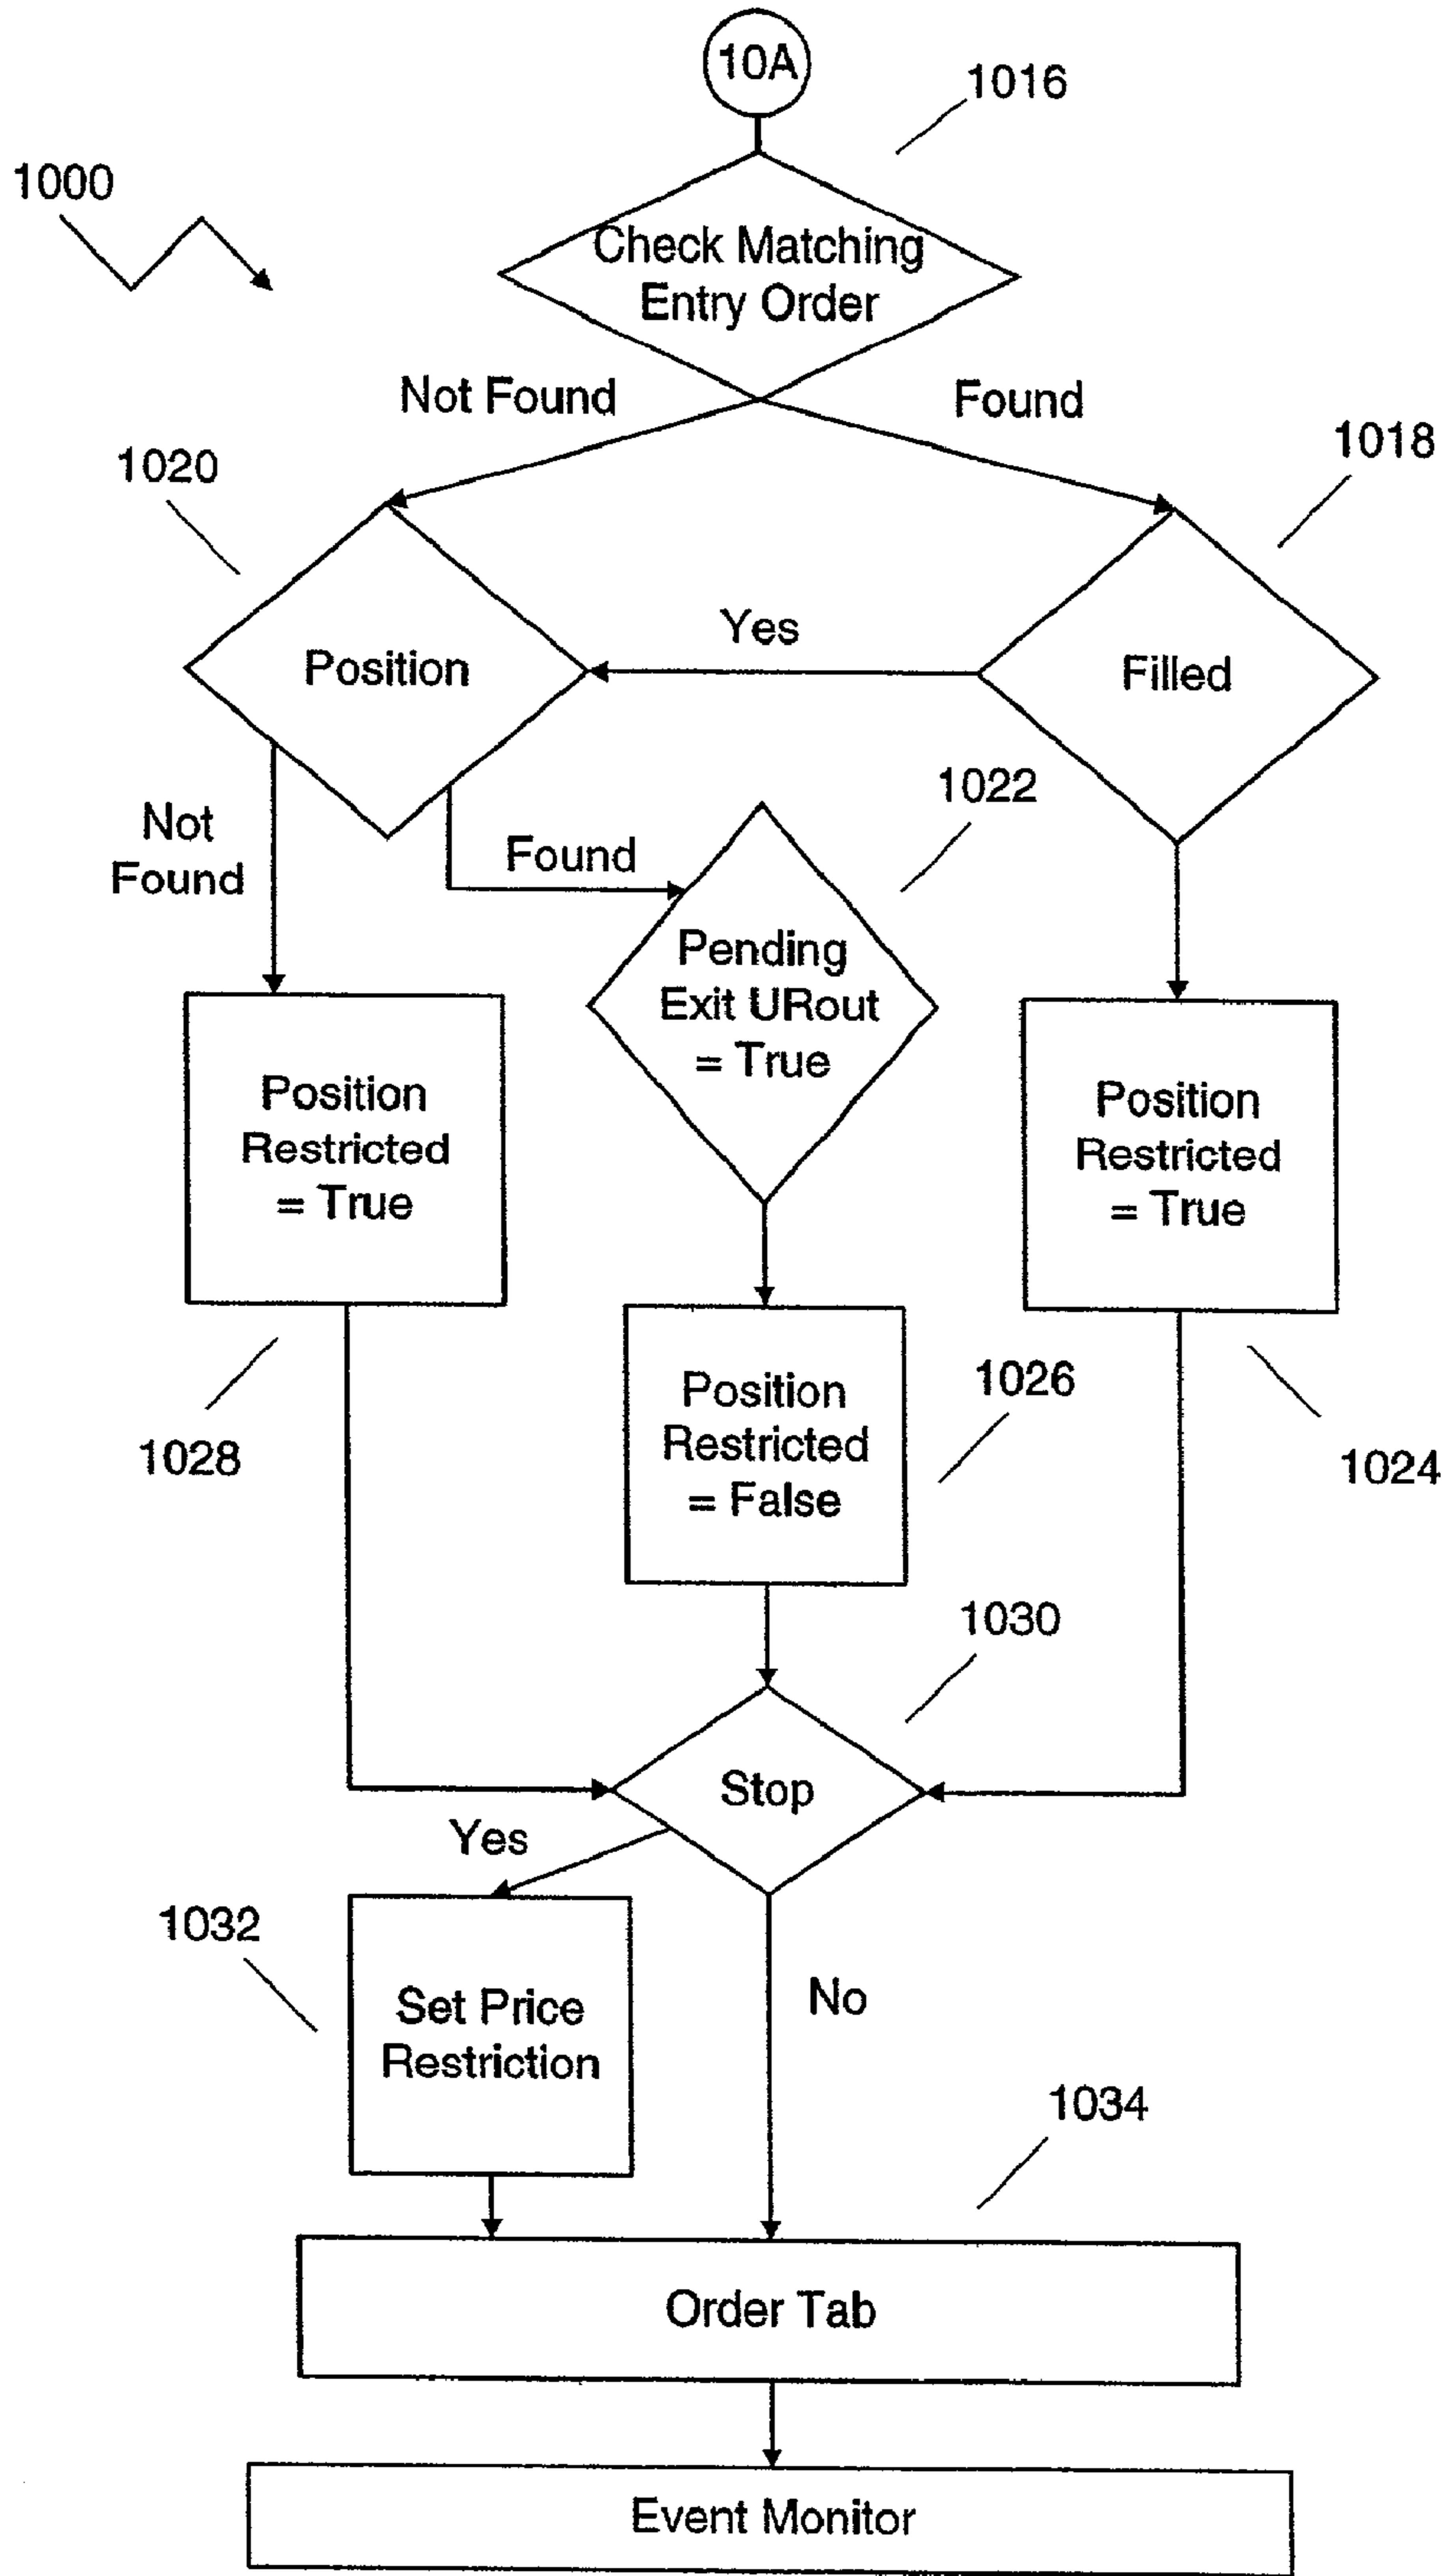 10A
1016
1000
Check Matching
Entry Order
Not Found
Found
1018
1020
Yes
Position
Filled
1022
Not
Found
Found
Pending
Exit URout
= True
Position
Restricted
= True
Position
Restricted
= True
Position
Restricted
= False
1026
1028
1024
1030
Stop
Yes
1032
No
Set Price
Restriction
1034
Order Tab
Event Monitor